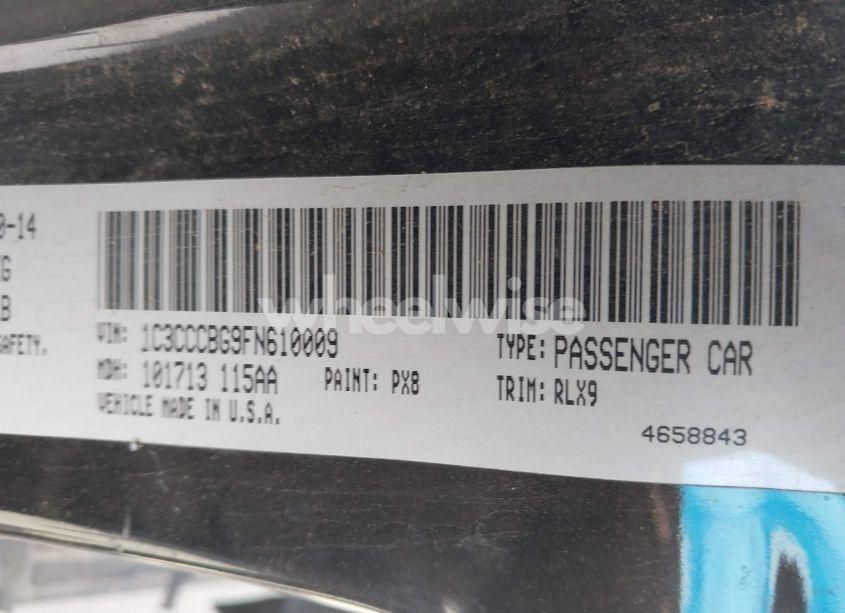 0-14
G
B
SAFETY.
VIN: 1C3CCCBG9FN610009 TYPE: PASSENGER CAR
MDH: 101713 115AA PAINT: PX8 TRIM: RLX9
VEHICLE MADE IN U.S.A.
4658843
wheelwise